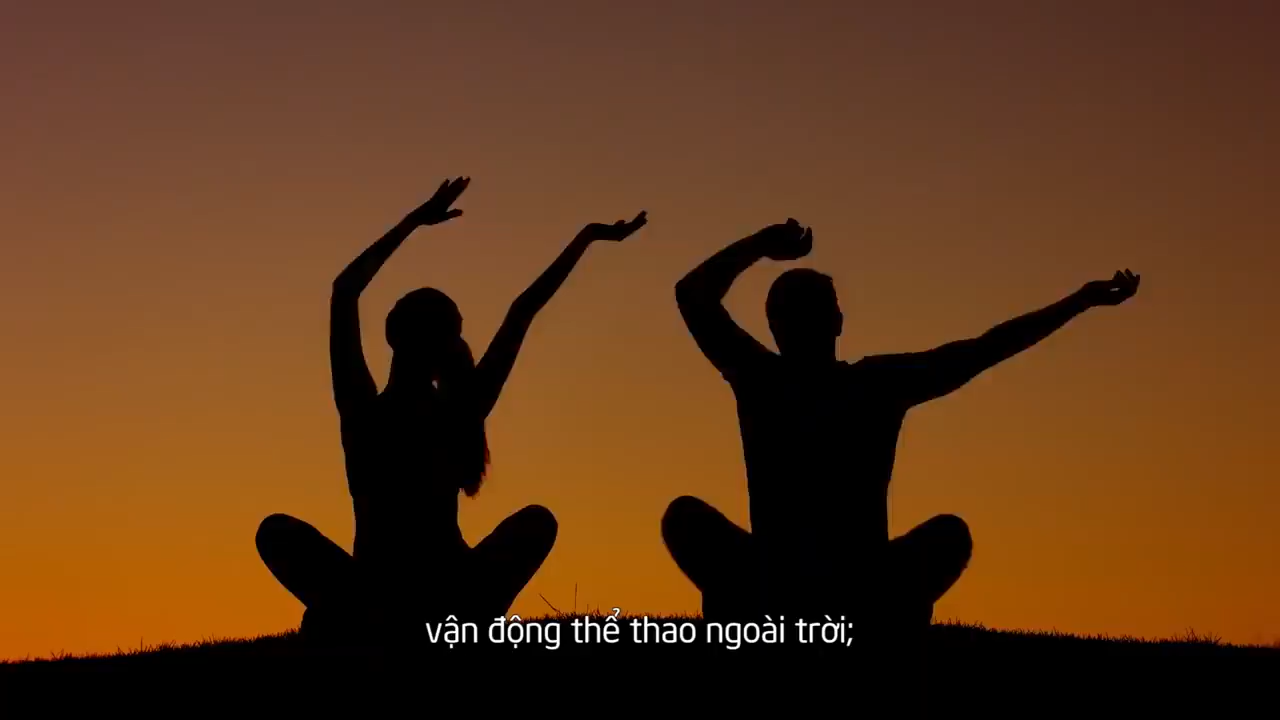 vận động thể thao ngoài trời;